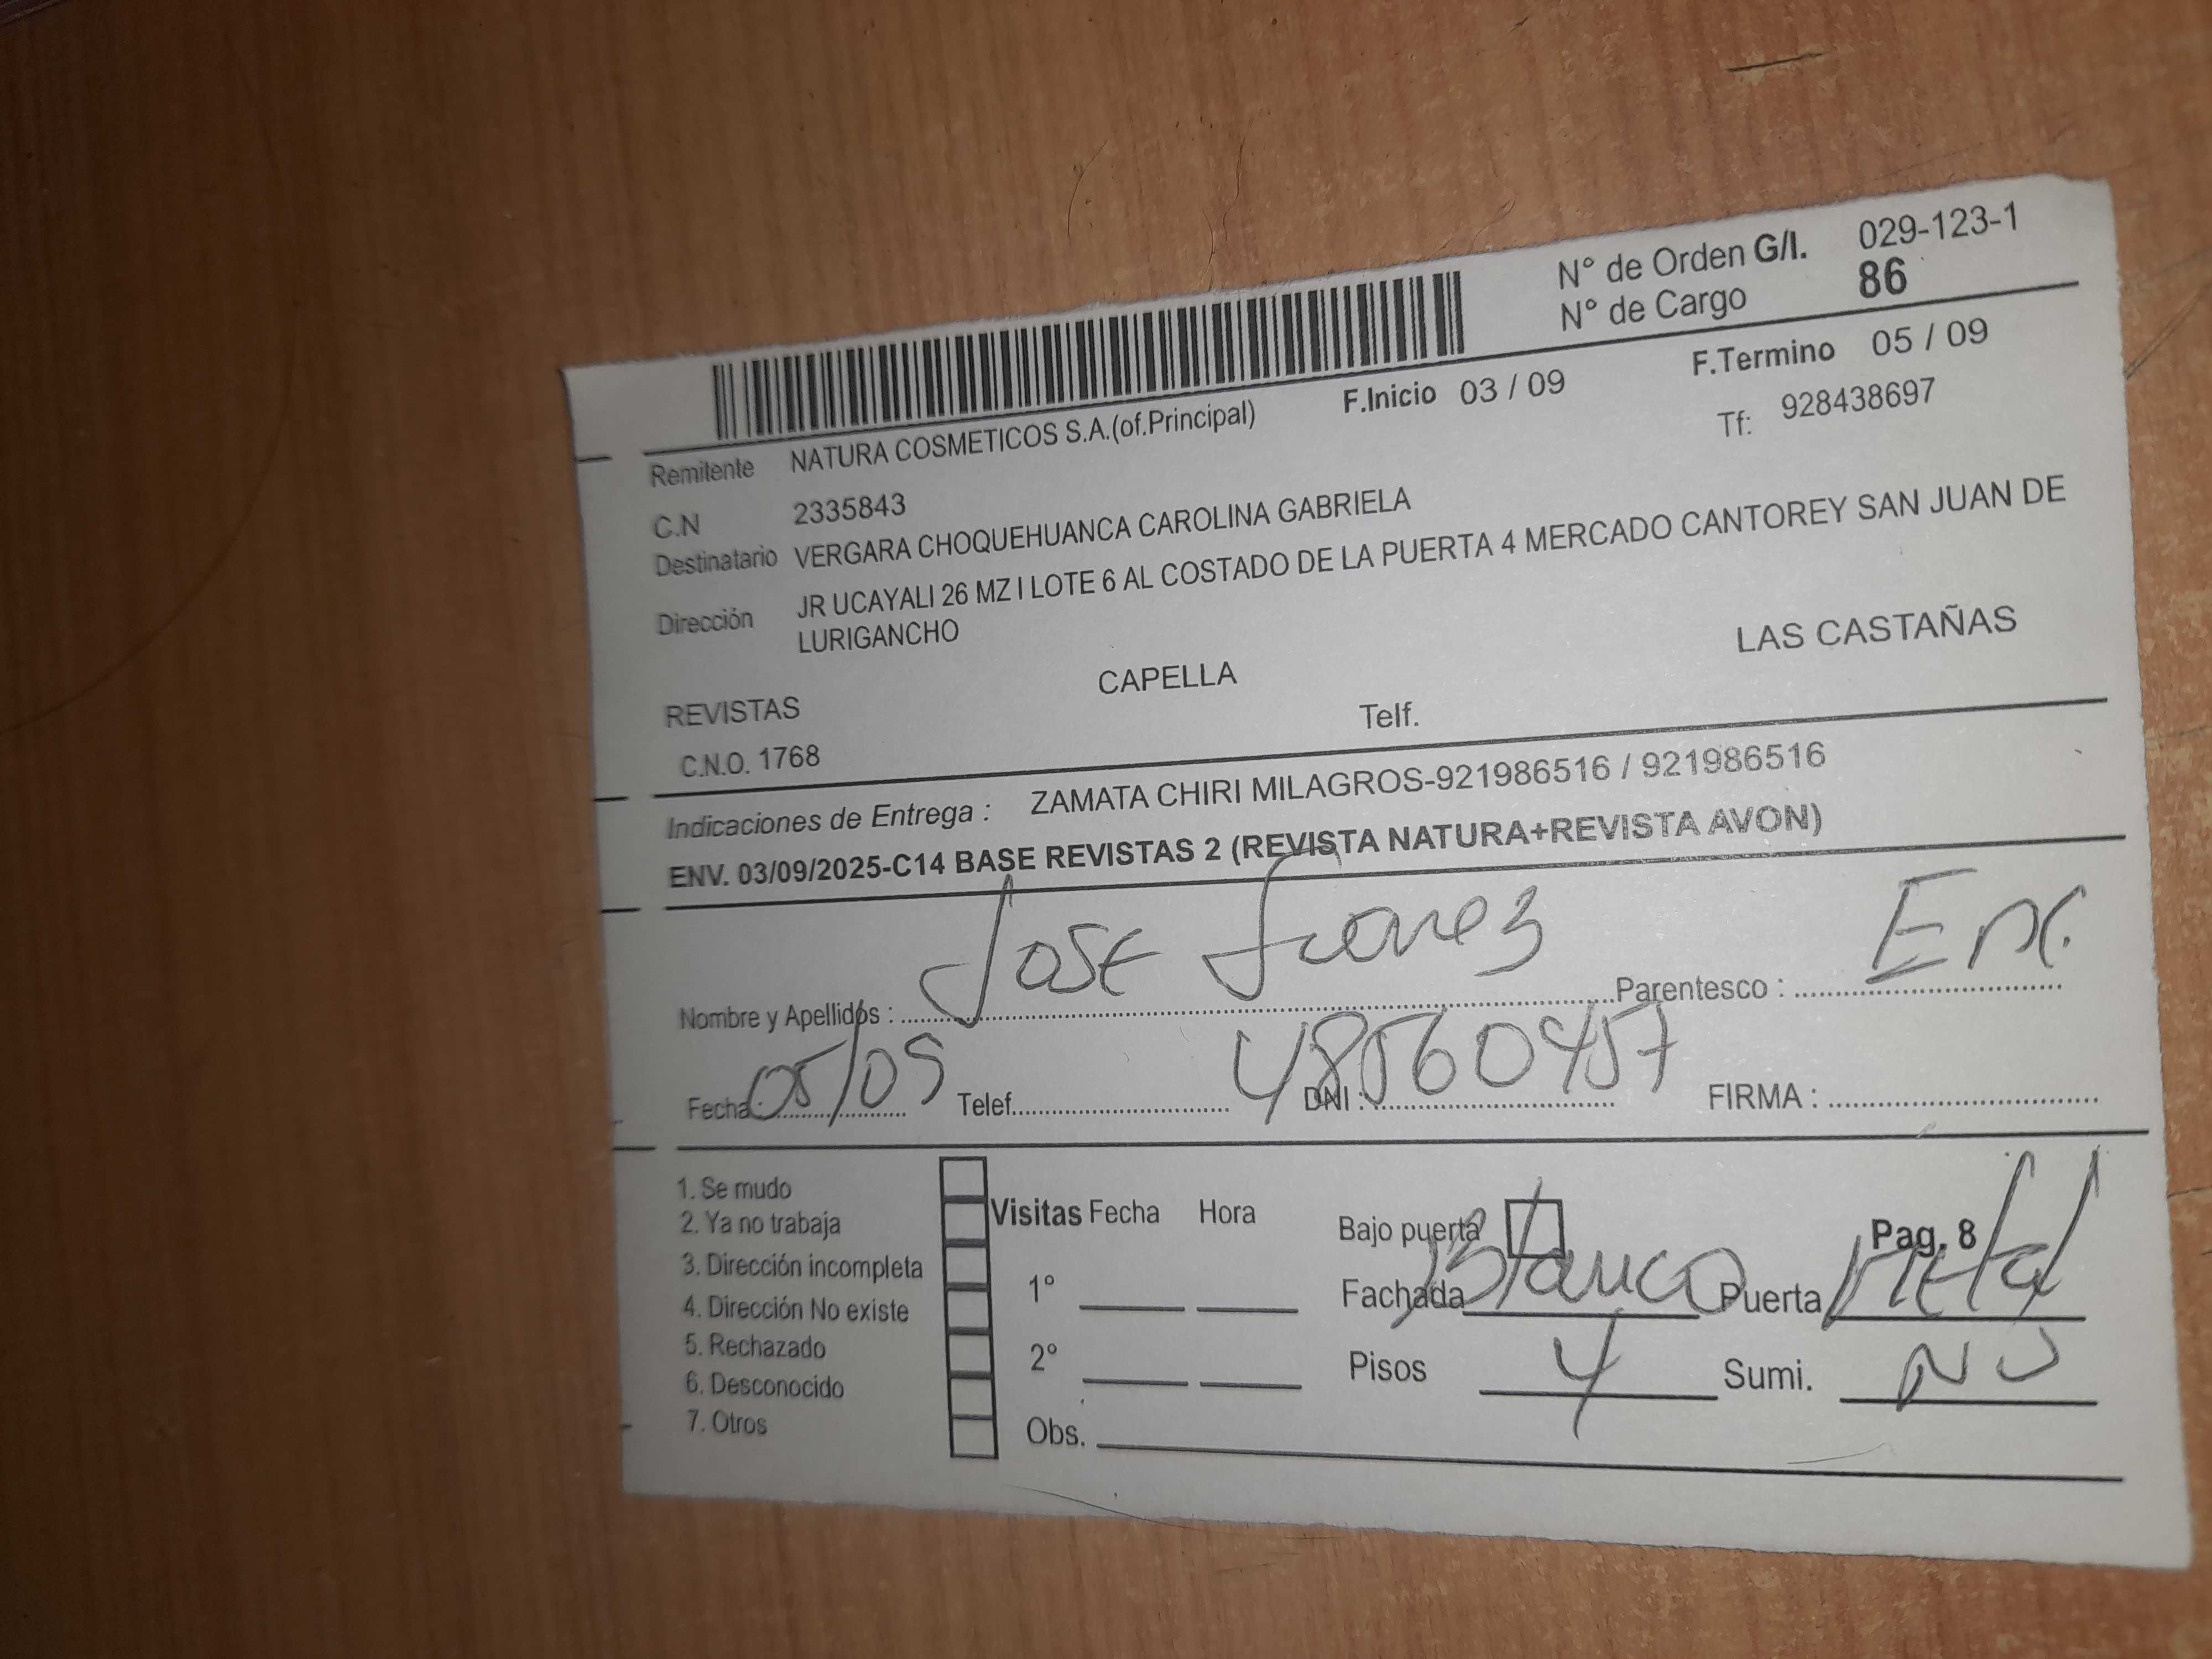 N° de Orden G/I. 029-123-1
N° de Cargo 86
F.Inicio 03 / 09 F.Termino 05 / 09
Remitente NATURA COSMETICOS S.A.(of.Principal) Tf: 928438697
C.N 2335843
Destinatario VERGARA CHOQUEHUANCA CAROLINA GABRIELA
Dirección JR UCAYALI 26 MZ I LOTE 6 AL COSTADO DE LA PUERTA 4 MERCADO CANTOREY SAN JUAN DE
LURIGANCHO
REVISTAS CAPELLA LAS CASTAÑAS
C.N.O. 1768 Telf.
Indicaciones de Entrega : ZAMATA CHIRI MILAGROS-921986516 / 921986516
ENV. 03/09/2025-C14 BASE REVISTAS 2 (REVISTA NATURA+REVISTA AVON)
Nombre y Apellidos : Jose Parentesco : Enc.
Fecha: 05/09 Telef. DNI : 48560457 FIRMA :
1. Se mudo
2. Ya no trabaja
3. Dirección incompleta
4. Dirección No existe
5. Rechazado
6. Desconocido
7. Otros
Visitas Fecha Hora
1°
2°
Obs.
Bajo puerta Pag. 8
Fachada Blanco Puerta Metal
Pisos 4 Sumi. NO